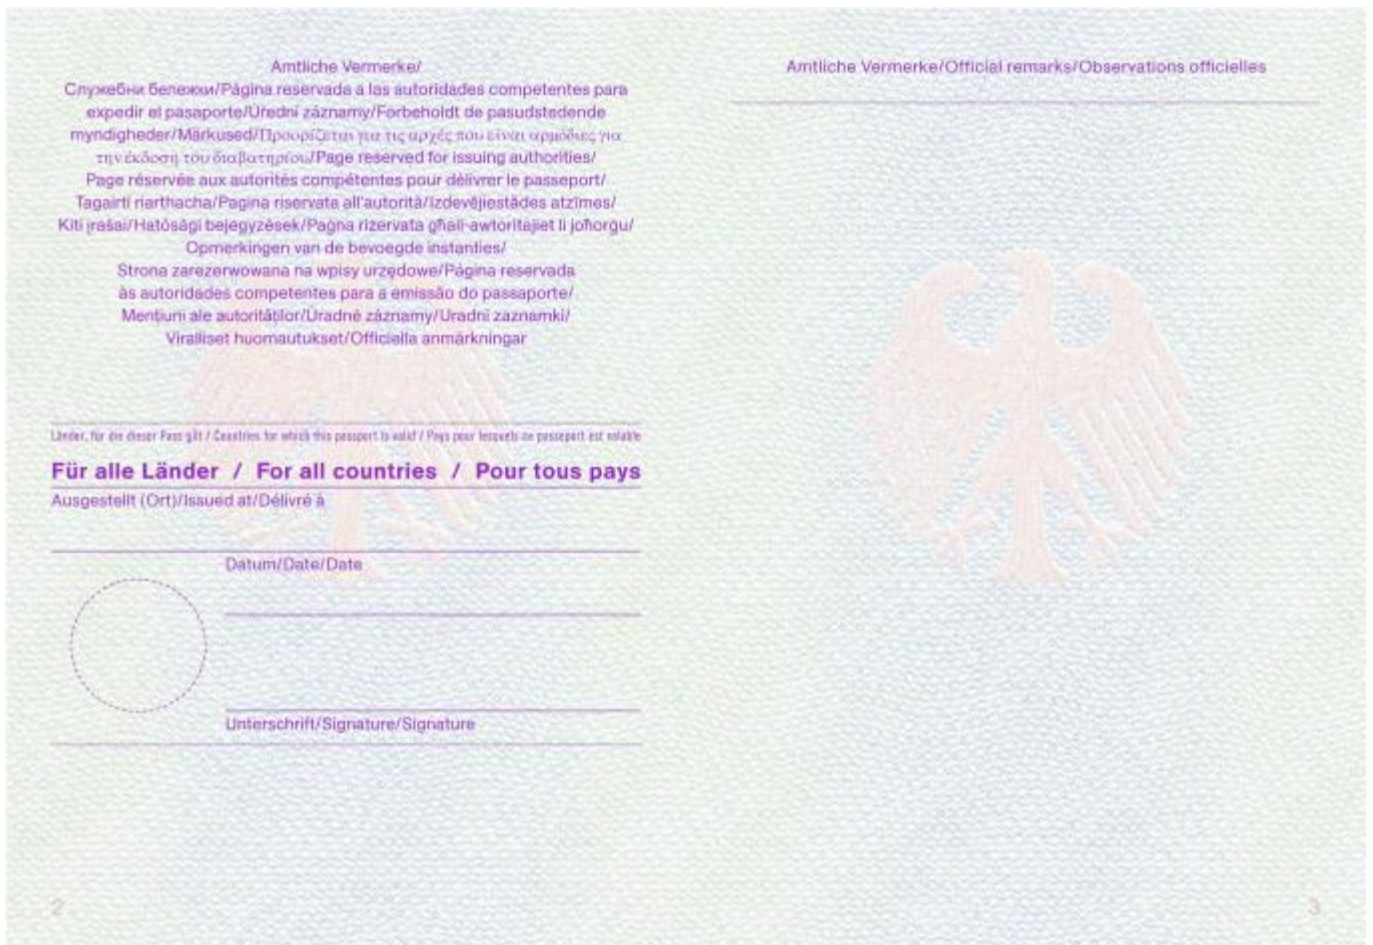 Amtliche Vermerke/
Служебни бележки/Página reservada a las autoridades competentes para
expedir el pasaporte/Úřední záznamy/Forbeholdt de pasudstedende
myndigheder/Märkused/Προορίζεται για τις αρχές που είναι αρμόδιες για
την έκδοση του διαβατηρίου/Page reserved for issuing authorities/
Page réservée aux autorités compétentes pour délivrer le passeport/
Tagairtí riarthacha/Pagina riservata all'autorità/Izdevējiestādes atzīmes/
Kiti įrašai/Hatósági bejegyzések/Paġna riżervata għall-awtoritajiet li joħorġu/
Opmerkingen van de bevoegde instanties/
Strona zarezerwowana na wpisy urzędowe/Página reservada
às autoridades competentes para a emissão do passaporte/
Mențiuni ale autorităților/Úradné záznamy/Uradni zaznamki/
Viralliset huomautukset/Officiella anmärkningar
Länder, für die dieser Pass gilt / Countries for which this passport is valid / Pays pour lesquels ce passeport est valable
Für alle Länder / For all countries / Pour tous pays
Ausgestellt (Ort)/Issued at/Délivré à
Datum/Date/Date
Unterschrift/Signature/Signature
2
Amtliche Vermerke/Official remarks/Observations officielles
3